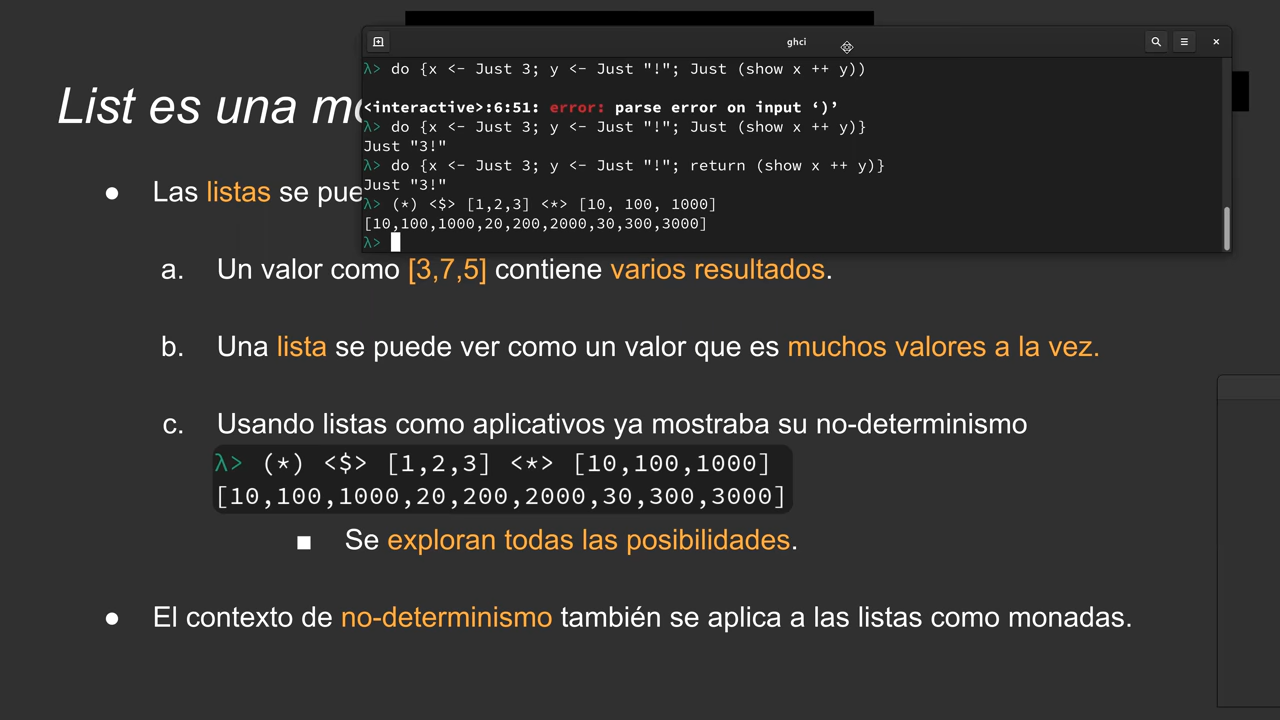 ghci
λ> do {x <- Just 3; y <- Just "!"; Just (show x ++ y))
<interactive>:6:51: error: parse error on input ‘)’
λ> do {x <- Just 3; y <- Just "!"; Just (show x ++ y)}
Just "3!"
λ> do {x <- Just 3; y <- Just "!"; return (show x ++ y)}
Just "3!"
λ> (*) <$> [1,2,3] <*> [10, 100, 1000]
[10,100,1000,20,200,2000,30,300,3000]
λ>
List es una
● Las listas se
a. Un valor como [3,7,5] contiene varios resultados.
b. Una lista se puede ver como un valor que es muchos valores a la vez.
c. Usando listas como aplicativos ya mostraba su no-determinismo
λ> (*) <$> [1,2,3] <*> [10,100,1000]
[10,100,1000,20,200,2000,30,300,3000]
■ Se exploran todas las posibilidades.
● El contexto de no-determinismo también se aplica a las listas como monadas.